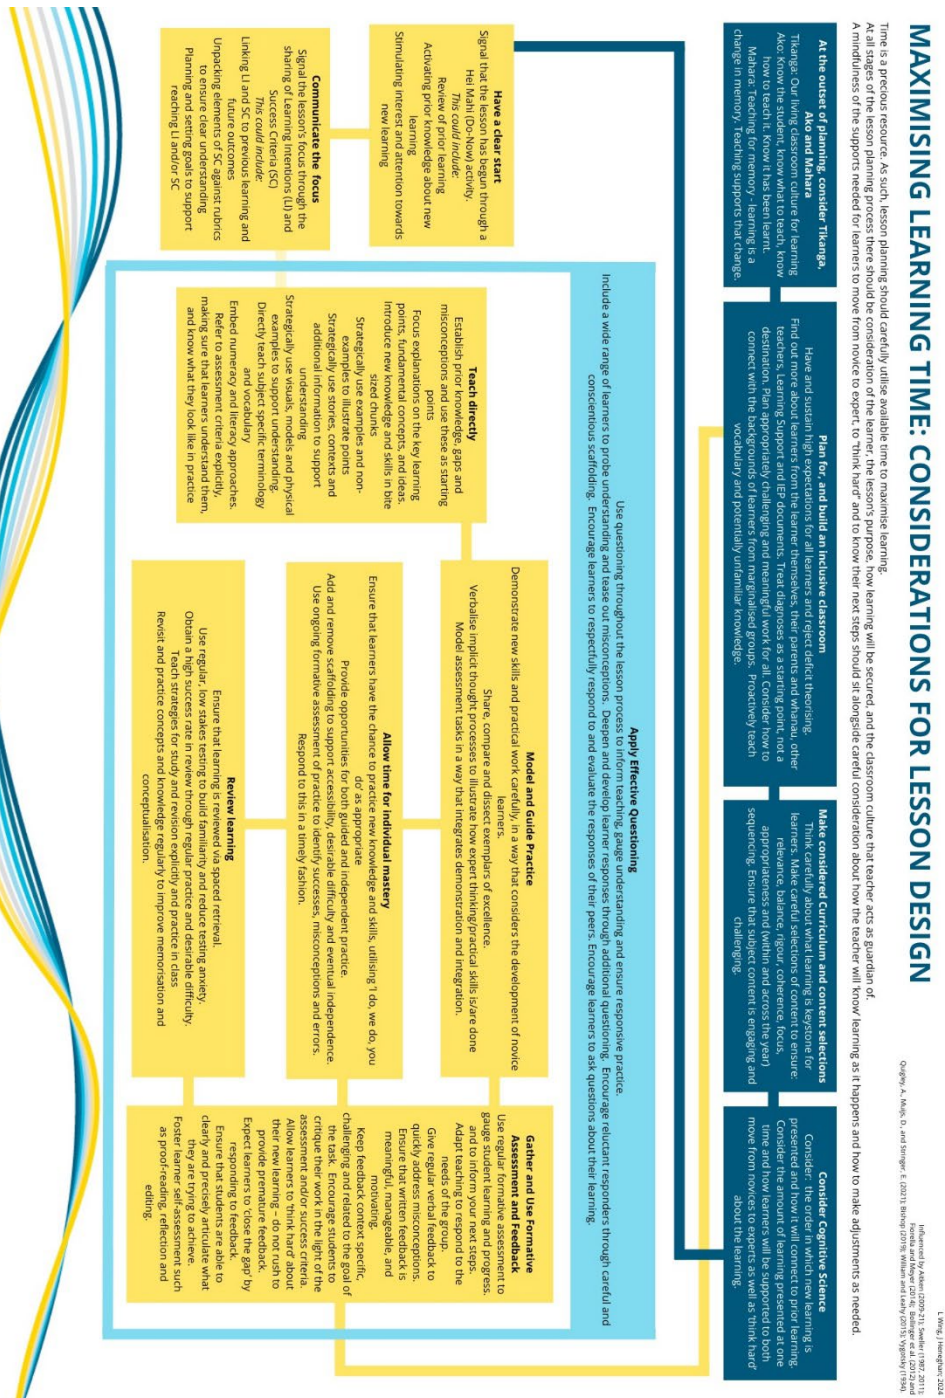 MAXIMISING LEARNING TIME: CONSIDERATIONS FOR LESSON DESIGN
L Wing, J Heneghan, 2024
Influenced by Aitken (2009-21); Sweller (1987, 2011);
Fiorella and Meyer (2014); Bollinger et al. (2012) and
Quigley, A., Muijs, D., and Stringer, E. (2021); Bishop (2019); Wiliam and Leahy (2015); Vygotsky (1934).
Time is a precious resource. As such, lesson planning should carefully utilise available time to maximise learning.
At all stages of the lesson planning process there should be consideration of the learner, the lesson's purpose, how learning will be secured, and the classroom culture that teacher acts as guardian of.
A mindfulness of the supports needed for learners to move from novice to expert, to "think hard" and to know their next steps should sit alongside careful consideration about how the teacher will 'know' learning as it happens and how to make adjustments as needed.
At the outset of planning, consider Tikanga,
Ako and Mahara
Tikanga: Our living classroom culture for learning
Ako: Know the student, know what to teach, know
how to teach it. Know it has been learnt.
Mahara: Teaching for memory - learning is a
change in memory. Teaching supports that change.
Plan for, and build an inclusive classroom
Have and sustain high expectations for all learners and reject deficit theorising.
Find out more about learners from the learner themselves, their parents and whanau, other
teachers, Learning Support and IEP documents. Treat diagnoses as a starting point, not a
destination. Plan appropriately challenging and meaningful work for all. Consider how to
connect with the backgrounds of learners from marginalised groups. Proactively teach
vocabulary and potentially unfamiliar knowledge.
Make considered Curriculum and content selections
Think carefully about what learning is keystone for
learners. Make careful selections of content to ensure:
relevance, balance, rigour, coherence, focus,
appropriateness and (within and across the year)
sequencing. Ensure that subject content is engaging and
challenging.
Consider Cognitive Science
Consider: the order in which new learning is
presented and how it will connect to prior learning.
Consider the amount of learning presented at one
time and how learners will be supported to both
move from novices to experts as well as 'think hard'
about the learning.
Have a clear start
Signal that the lesson has begun through a
Hei Mahi (Do-Now) activity.
This could include:
Review of prior learning
Activating prior knowledge about new
learning
Stimulating interest and attention towards
new learning
Communicate the focus
Signal the lesson's focus through the
sharing of Learning Intentions (LI) and
Success Criteria (SC)
This could include:
Linking LI and SC to previous learning and
future outcomes
Unpacking elements of SC against rubrics
to ensure clear understanding
Planning and setting goals to support
reaching LI and/or SC
Apply Effective Questioning
Use questioning throughout the lesson process to inform teaching, gauge understanding and ensure responsive practice.
Include a wide range of learners to probe understanding and tease out misconceptions. Deepen and develop learner responses through additional questioning. Encourage reluctant responders through careful and
conscientious scaffolding. Encourage learners to respectfully respond to and evaluate the responses of their peers. Encourage learners to ask questions about their learning.
Teach directly
Establish prior knowledge, gaps and
misconceptions and use these as starting
points
Focus explanations on the key learning
points, fundamental concepts, and ideas.
Introduce new knowledge and skills in bite
sized chunks
Strategically use examples and non-
examples to illustrate points
Strategically use stories, contexts and
additional information to support
understanding
Strategically use visuals, models and physical
examples to support understanding.
Directly teach subject specific terminology
and vocabulary
Embed numeracy and literacy approaches.
Refer to assessment criteria explicitly,
making sure that learners understand them,
and know what they look like in practice
Model and Guide Practice
Demonstrate new skills and practical work carefully, in a way that considers the development of novice
learners.
Share, compare and dissect exemplars of excellence.
Verbalise implicit thought processes to illustrate how expert thinking/practical skills is/are done
Model assessment tasks in a way that integrates demonstration and integration.
Allow time for individual mastery
Ensure that learners have the chance to practice new knowledge and skills, utilising 'I do, we do, you
do' as appropriate
Provide opportunities for both guided and independent practice.
Add and remove scaffolding to support accessibility, desirable difficulty and eventual independence.
Use ongoing formative assessment of practice to identify successes, misconceptions and errors.
Respond to this in a timely fashion.
Review learning
Ensure that learning is reviewed via spaced retrieval.
Use regular, low stakes testing to build familiarity and reduce testing anxiety.
Obtain a high success rate in review through regular practice and desirable difficulty.
Teach strategies for study and revision explicitly and practice in class
Revisit and practice concepts and knowledge regularly to improve memorisation and
conceptualisation.
Gather and Use Formative
Assessment and Feedback
Use regular formative assessment to
gauge student learning and progress,
and to inform your next steps.
Adapt teaching to respond to the
needs of the group.
Give regular verbal feedback to
quickly address misconceptions.
Ensure that written feedback is
meaningful, manageable, and
motivating.
Keep feedback context specific,
challenging and related to the goal of
the task. Encourage students to
critique their work in the light of the
assessment and/or success criteria.
Allow learners to 'think hard' about
their new learning – do not rush to
provide premature feedback.
Expect learners to 'close the gap' by
responding to feedback.
Ensure that students are able to
clearly and precisely articulate what
they are trying to achieve.
Foster learner self-assessment such
as proof-reading, reflection and
editing.